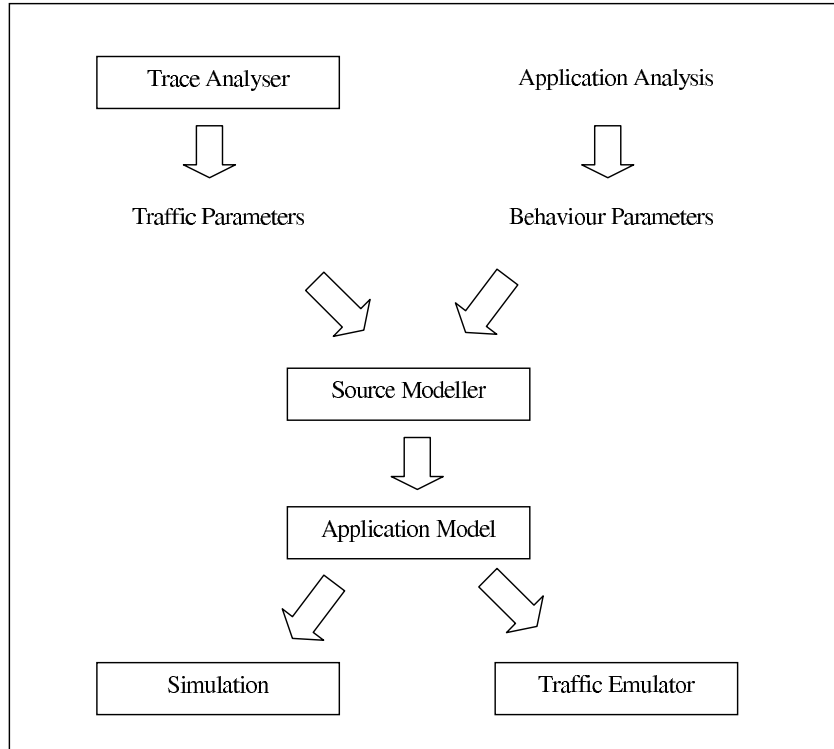 Trace Analyser
Application Analysis
Traffic Parameters
Behaviour Parameters
Source Modeller
Application Model
Simulation
Traffic Emulator